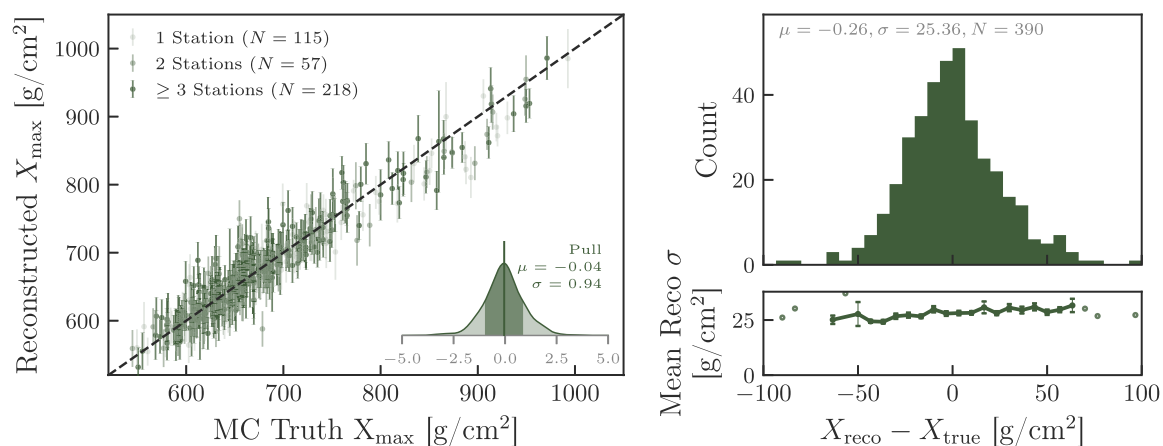 1 Station (N = 115)
2 Stations (N = 57)
≥ 3 Stations (N = 218)
Reconstructed X_max [g/cm²]
1000
900
800
700
600
Pull
μ = −0.04
σ = 0.94
−5.0 −2.5 0.0 2.5 5.0
600 700 800 900 1000
MC Truth X_max [g/cm²]
μ = −0.26, σ = 25.36, N = 390
Count
40
20
0
Mean Reco σ
[g/cm²]
25
0
−100 −50 0 50 100
X_reco − X_true [g/cm²]